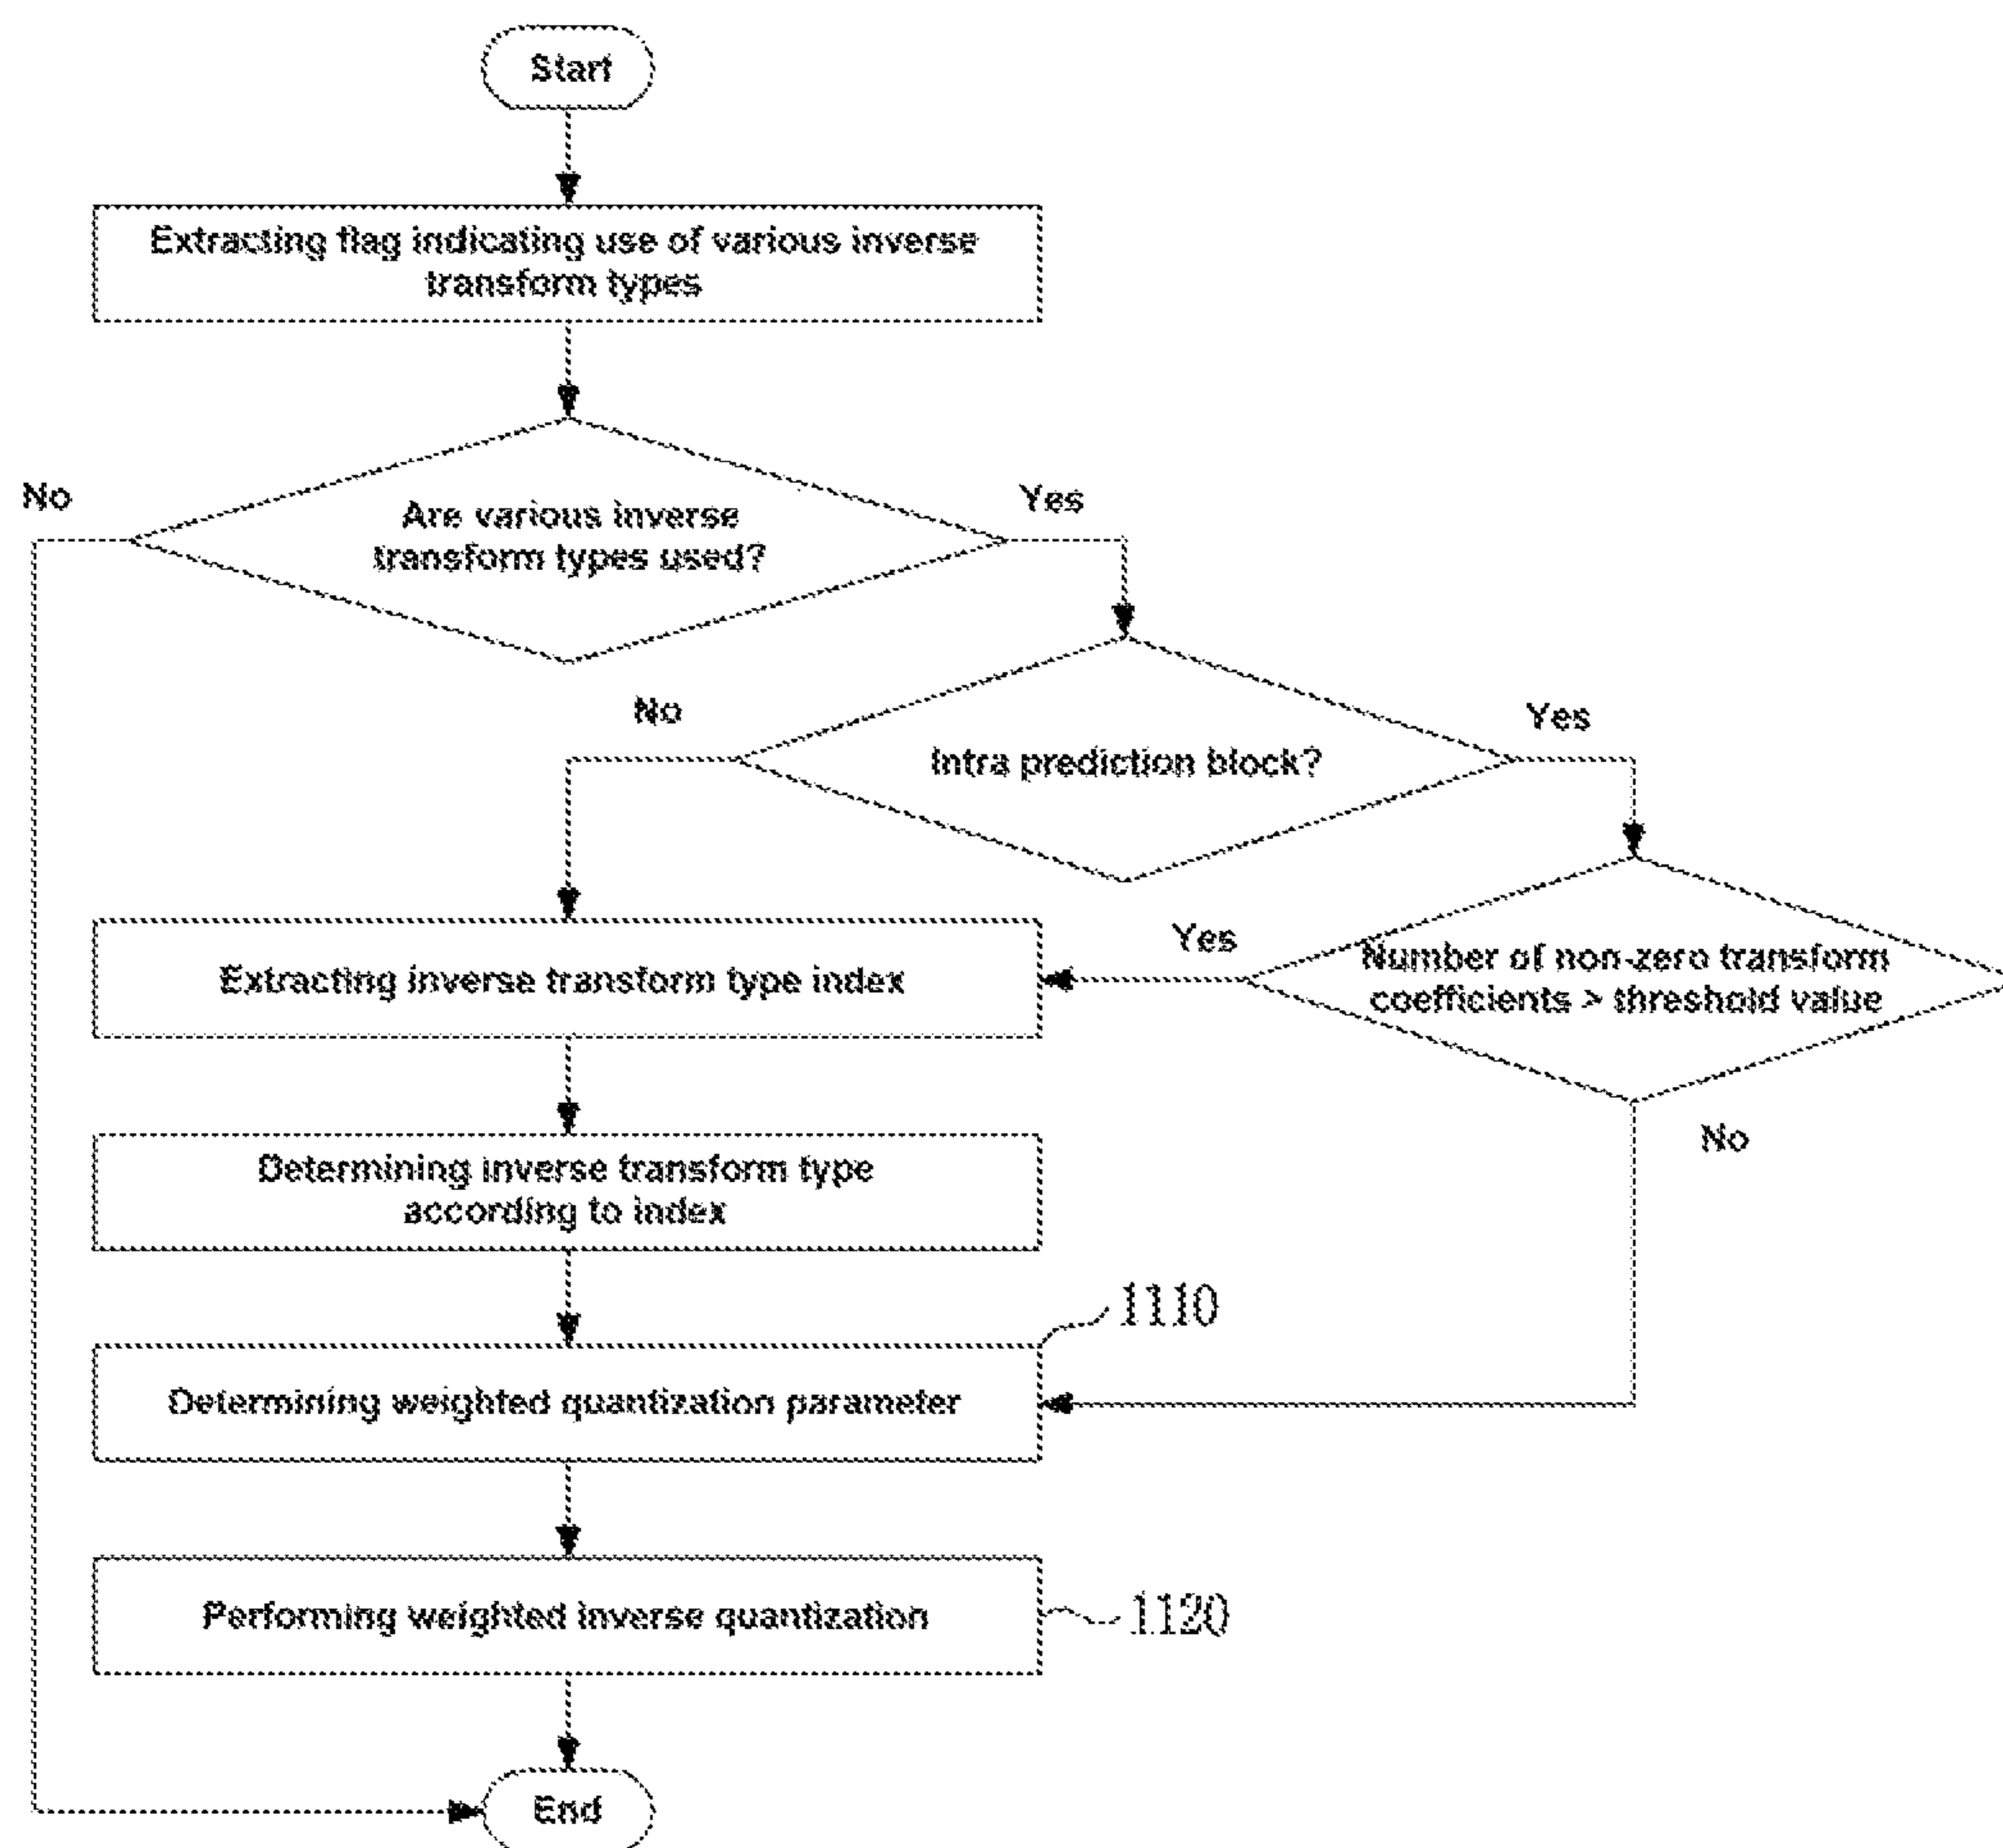 Start
Extracting flag indicating use of various inverse
transform types
No
Yes
Are various inverse
transform types used?
No
Yes
Intra prediction block?
Yes
Number of non-zero transform
coefficients > threshold value
Extracting inverse transform type index
No
Determining inverse transform type
according to index
1110
Determining weighted quantization parameter
Performing weighted inverse quantization
1120
End